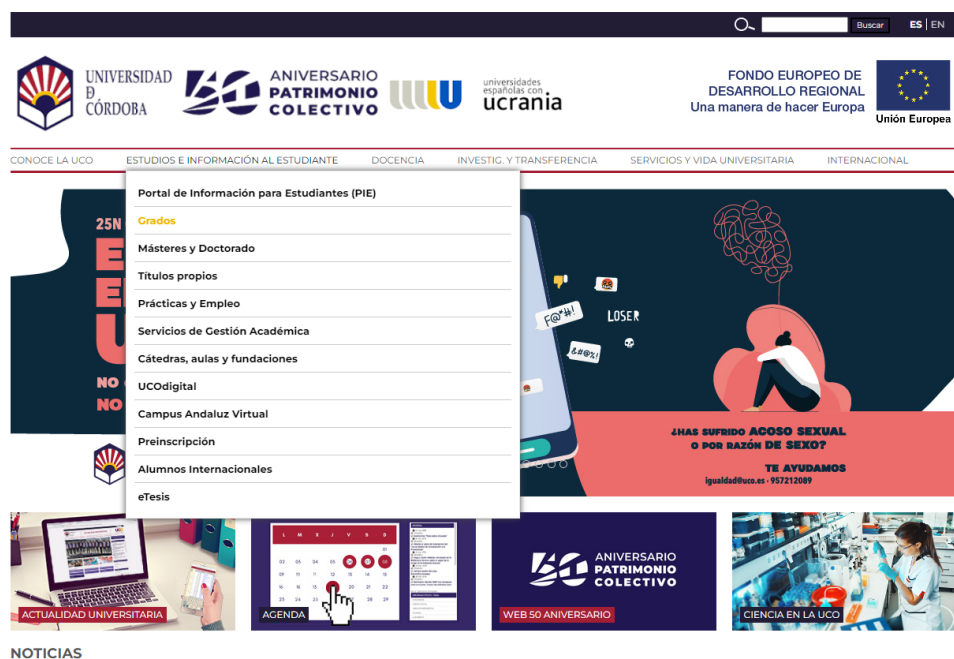 Buscar
ES | EN
UNIVERSIDAD
Ð
CÓRDOBA
50 ANIVERSARIO
PATRIMONIO
COLECTIVO
universidades
españolas con
ucrania
FONDO EUROPEO DE
DESARROLLO REGIONAL
Una manera de hacer Europa
Unión Europea
CONOCE LA UCO
ESTUDIOS E INFORMACIÓN AL ESTUDIANTE
DOCENCIA
INVESTIG. Y TRANSFERENCIA
SERVICIOS Y VIDA UNIVERSITARIA
INTERNACIONAL
Portal de Información para Estudiantes (PIE)
Grados
Másteres y Doctorado
Títulos propios
Prácticas y Empleo
Servicios de Gestión Académica
Cátedras, aulas y fundaciones
UCOdigital
Campus Andaluz Virtual
Preinscripción
Alumnos Internacionales
eTesis
25N
E
E
U
NO
NO
F@*#!
LOSER
&#@%!
¿HAS SUFRIDO ACOSO SEXUAL
O POR RAZÓN DE SEXO?
TE AYUDAMOS
igualdad@uco.es - 957212089
ACTUALIDAD UNIVERSITARIA
L M X J V S D
AGENDA
50 ANIVERSARIO
PATRIMONIO
COLECTIVO
WEB 50 ANIVERSARIO
CIENCIA EN LA UCO
NOTICIAS